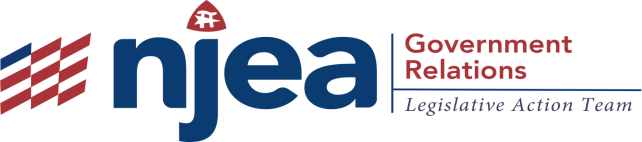 njea
Government
Relations
Legislative Action Team